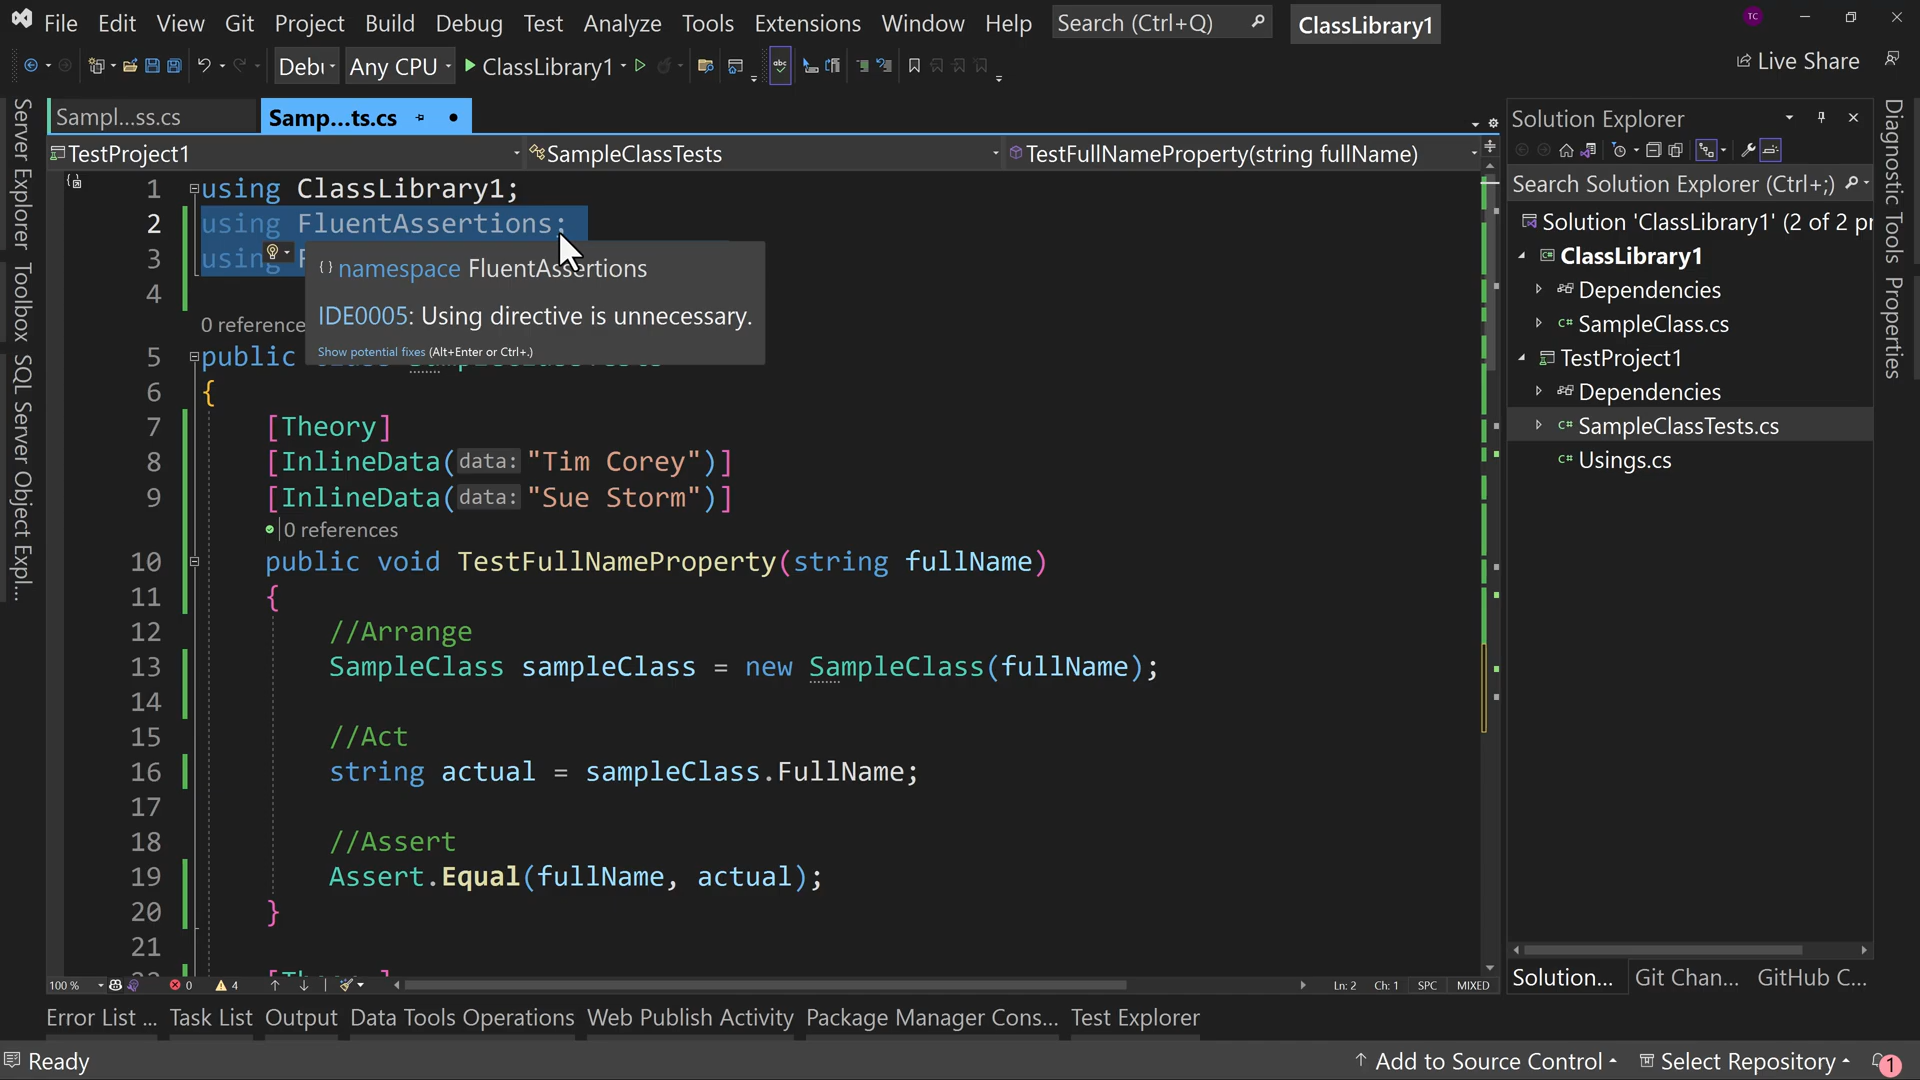 File Edit View Git Project Build Debug Test Analyze Tools Extensions Window Help Search (Ctrl+Q) ClassLibrary1 TC
Debu Any CPU ClassLibrary1 abc Live Share
Sampl...ss.cs Samp...ts.cs
TestProject1 SampleClassTests TestFullNameProperty(string fullName)
Server Explorer
Toolbox
SQL Server Object Expl...
1 using ClassLibrary1;
2 using FluentAssertions;
3 using F
4
{} namespace FluentAssertions
IDE0005: Using directive is unnecessary.
Show potential fixes (Alt+Enter or Ctrl+.)
0 reference
5 public
6 {
7 [Theory]
8 [InlineData(data: "Tim Corey")]
9 [InlineData(data: "Sue Storm")]
0 references
10 public void TestFullNameProperty(string fullName)
11 {
12 //Arrange
13 SampleClass sampleClass = new SampleClass(fullName);
14
15 //Act
16 string actual = sampleClass.FullName;
17
18 //Assert
19 Assert.Equal(fullName, actual);
20 }
21
100 % 0 4 Ln: 2 Ch: 1 SPC MIXED
Solution Explorer
Search Solution Explorer (Ctrl+;)
Solution 'ClassLibrary1' (2 of 2 pr
ClassLibrary1
Dependencies
C# SampleClass.cs
TestProject1
Dependencies
C# SampleClassTests.cs
C# Usings.cs
Solution... Git Chan... GitHub C...
Diagnostic Tools
Properties
Error List ... Task List Output Data Tools Operations Web Publish Activity Package Manager Cons... Test Explorer
Ready Add to Source Control Select Repository 1